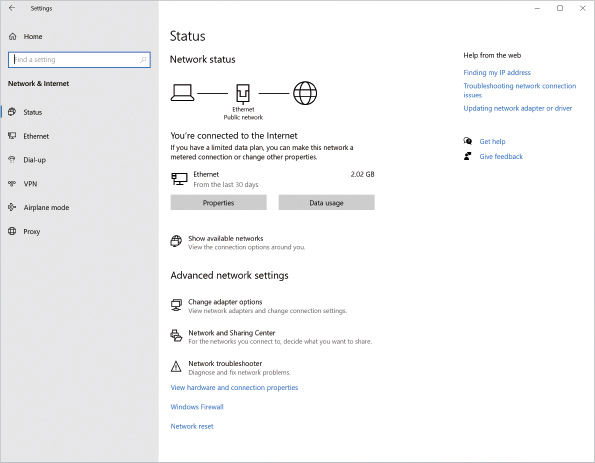 Settings
Home
Find a setting
Network & Internet
Status
Ethernet
Dial-up
VPN
Airplane mode
Proxy
Status
Network status
Ethernet
Public network
You're connected to the Internet
If you have a limited data plan, you can make this network a
metered connection or change other properties.
Ethernet 2.02 GB
From the last 30 days
Properties Data usage
Show available networks
View the connection options around you.
Advanced network settings
Change adapter options
View network adapters and change connection settings.
Network and Sharing Center
For the networks you connect to, decide what you want to share.
Network troubleshooter
Diagnose and fix network problems.
View hardware and connection properties
Windows Firewall
Network reset
Help from the web
Finding my IP address
Troubleshooting network connection
issues
Updating network adapter or driver
Get help
Give feedback